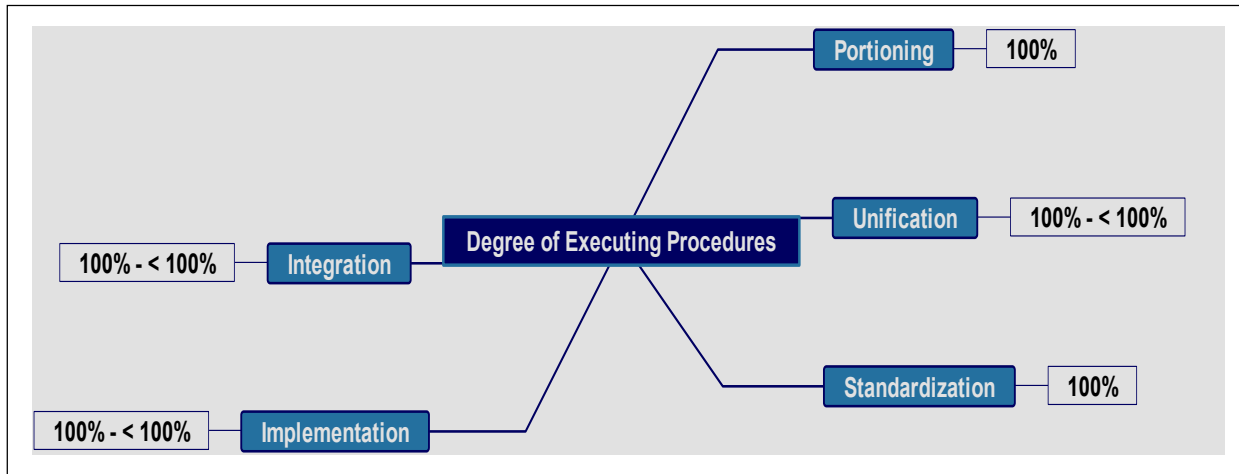 Portioning
100%
Unification
100% - < 100%
Degree of Executing Procedures
100% - < 100%
Integration
Standardization
100%
100% - < 100%
Implementation